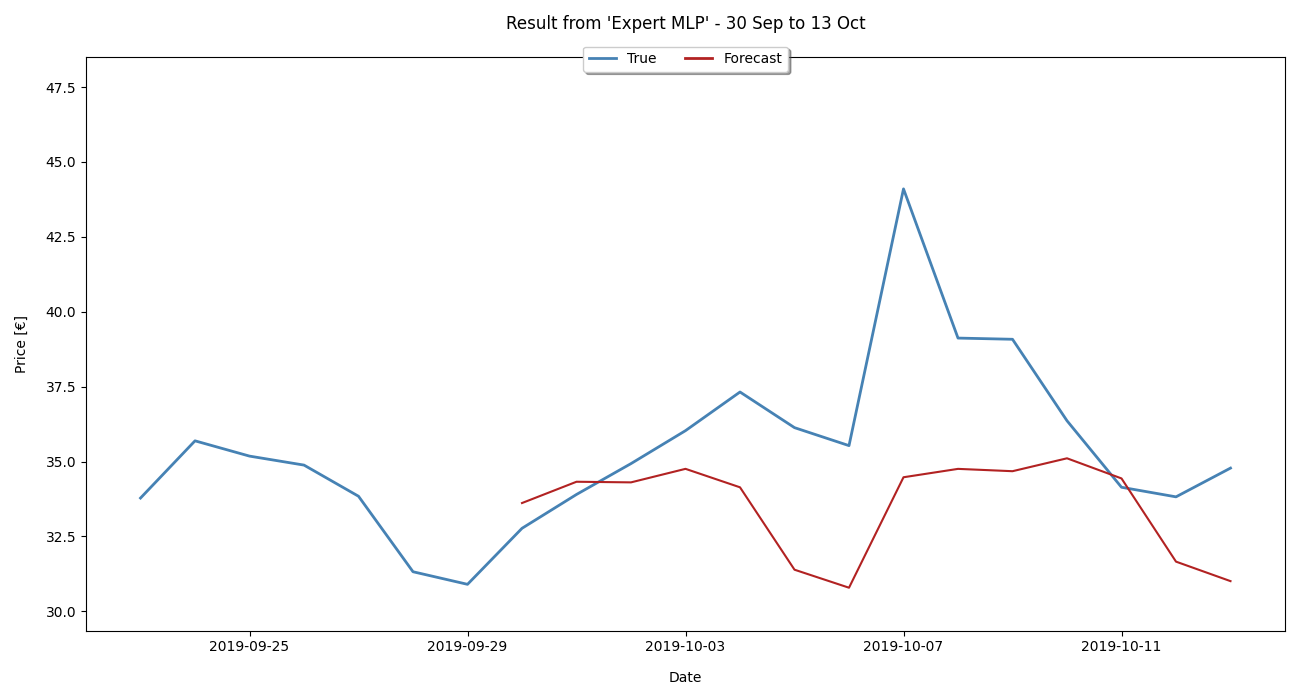 Result from 'Expert MLP' - 30 Sep to 13 Oct
True Forecast
47.5
45.0
42.5
40.0
37.5
35.0
32.5
30.0
Price [€]
2019-09-25 2019-09-29 2019-10-03 2019-10-07 2019-10-11
Date